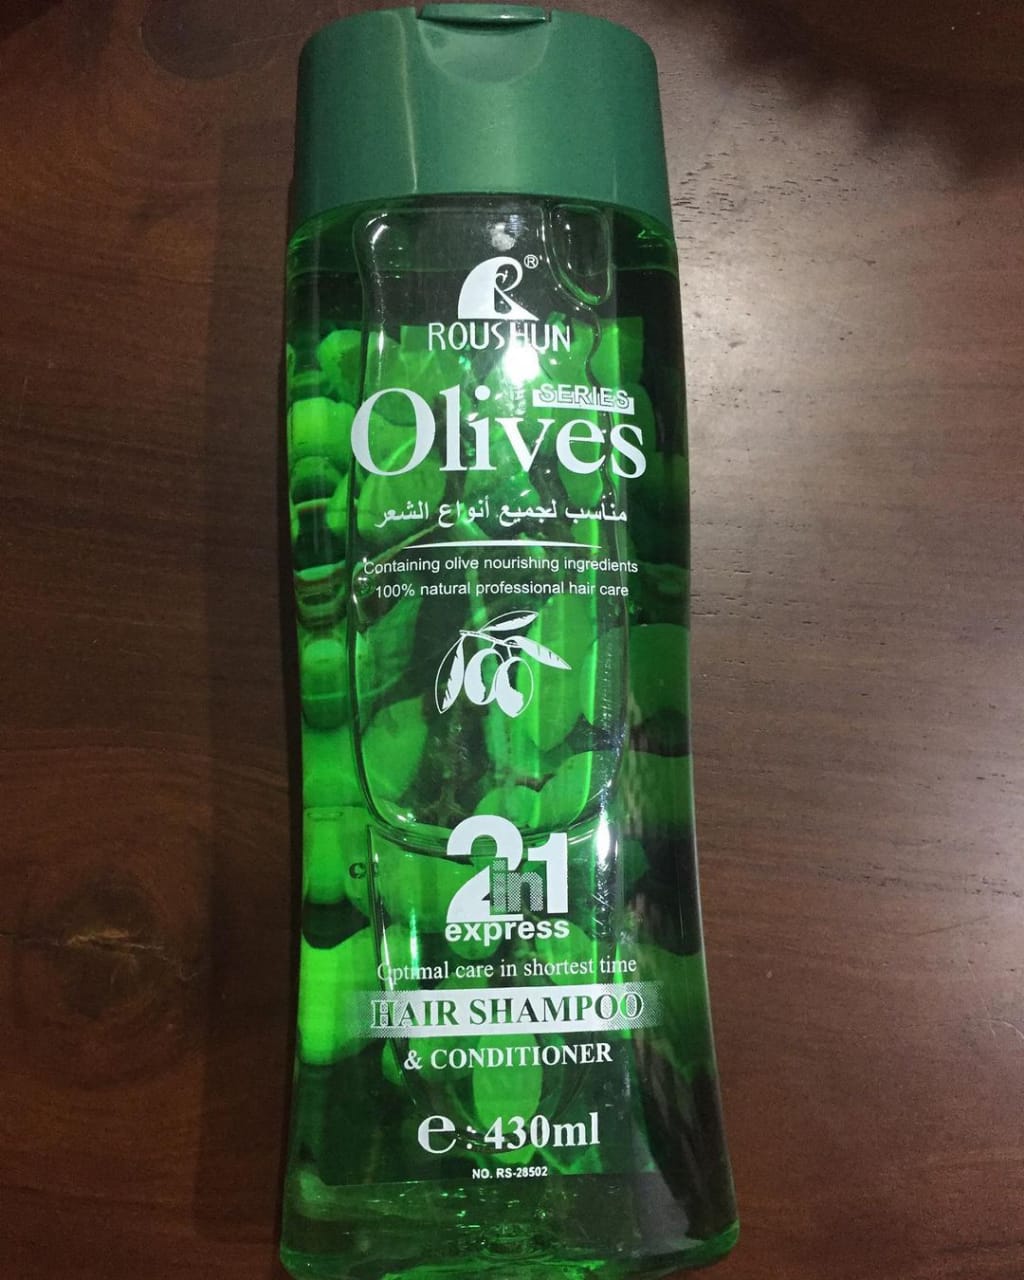 ®
ROUSHUN
SERIES
Olives
مناسب لجميع أنواع الشعر
Containing olive nourishing ingredients
100% natural professional hair care
2in1
express
Optimal care in shortest time
HAIR SHAMPOO
& CONDITIONER
e : 430ml
NO. RS-28502